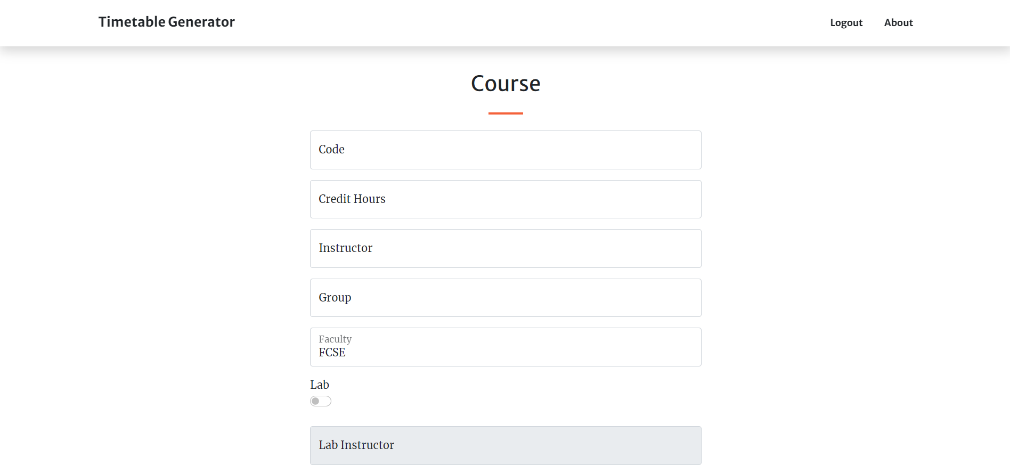 Timetable Generator
Logout About
Course
Code
Credit Hours
Instructor
Group
Faculty
FCSE
Lab
Lab Instructor